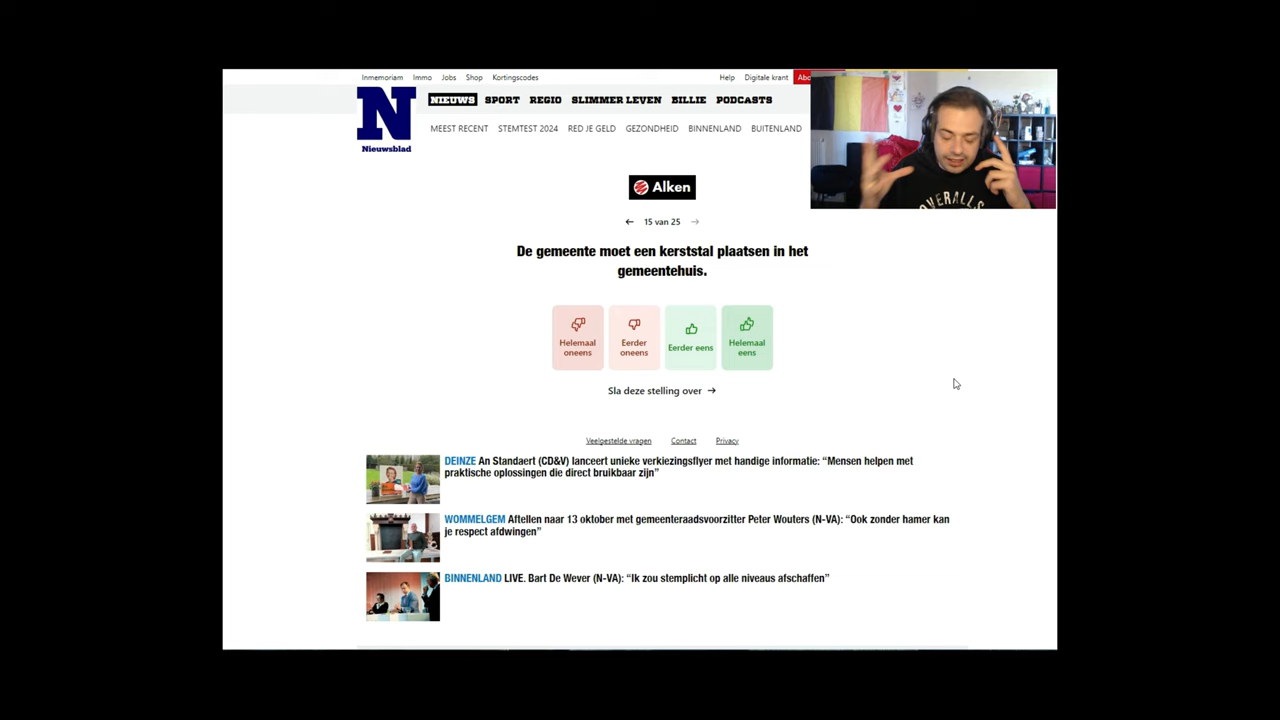 Inmemoriam Immo Jobs Shop Kortingscodes Help Digitale krant
N
Nieuwsblad
NIEUWS SPORT REGIO SLIMMER LEVEN BILLIE PODCASTS
MEEST RECENT STEMTEST 2024 RED JE GELD GEZONDHEID BINNENLAND BUITENLAND
OVERALLS
Alken
← 15 van 25 →
De gemeente moet een kerststal plaatsen in het
gemeentehuis.
Helemaal
oneens
Eerder
oneens
Eerder eens
Helemaal
eens
Sla deze stelling over →
Veelgestelde vragen Contact Privacy
DEINZE An Standaert (CD&V) lanceert unieke verkiezingsflyer met handige informatie: “Mensen helpen met
praktische oplossingen die direct bruikbaar zijn”
WOMMELGEM Aftellen naar 13 oktober met gemeenteraadsvoorzitter Peter Wouters (N-VA): “Ook zonder hamer kan
je respect afdwingen”
BINNENLAND LIVE. Bart De Wever (N-VA): “Ik zou stemplicht op alle niveaus afschaffen”